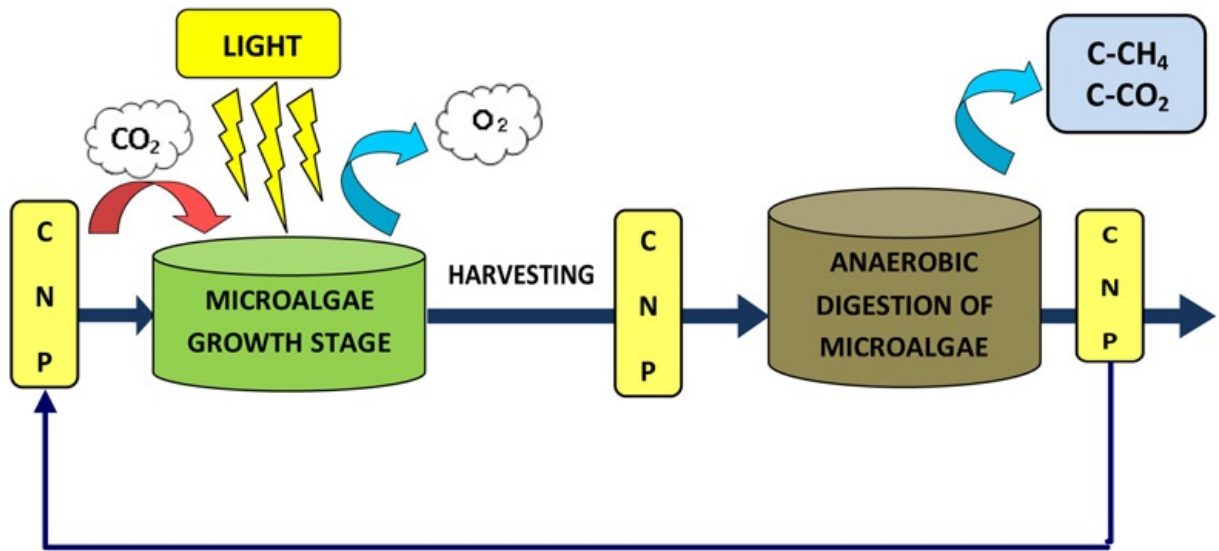 LIGHT
CO₂
O₂
C-CH₄
C-CO₂
C
N
P
MICROALGAE
GROWTH STAGE
HARVESTING
C
N
P
ANAEROBIC
DIGESTION OF
MICROALGAE
C
N
P